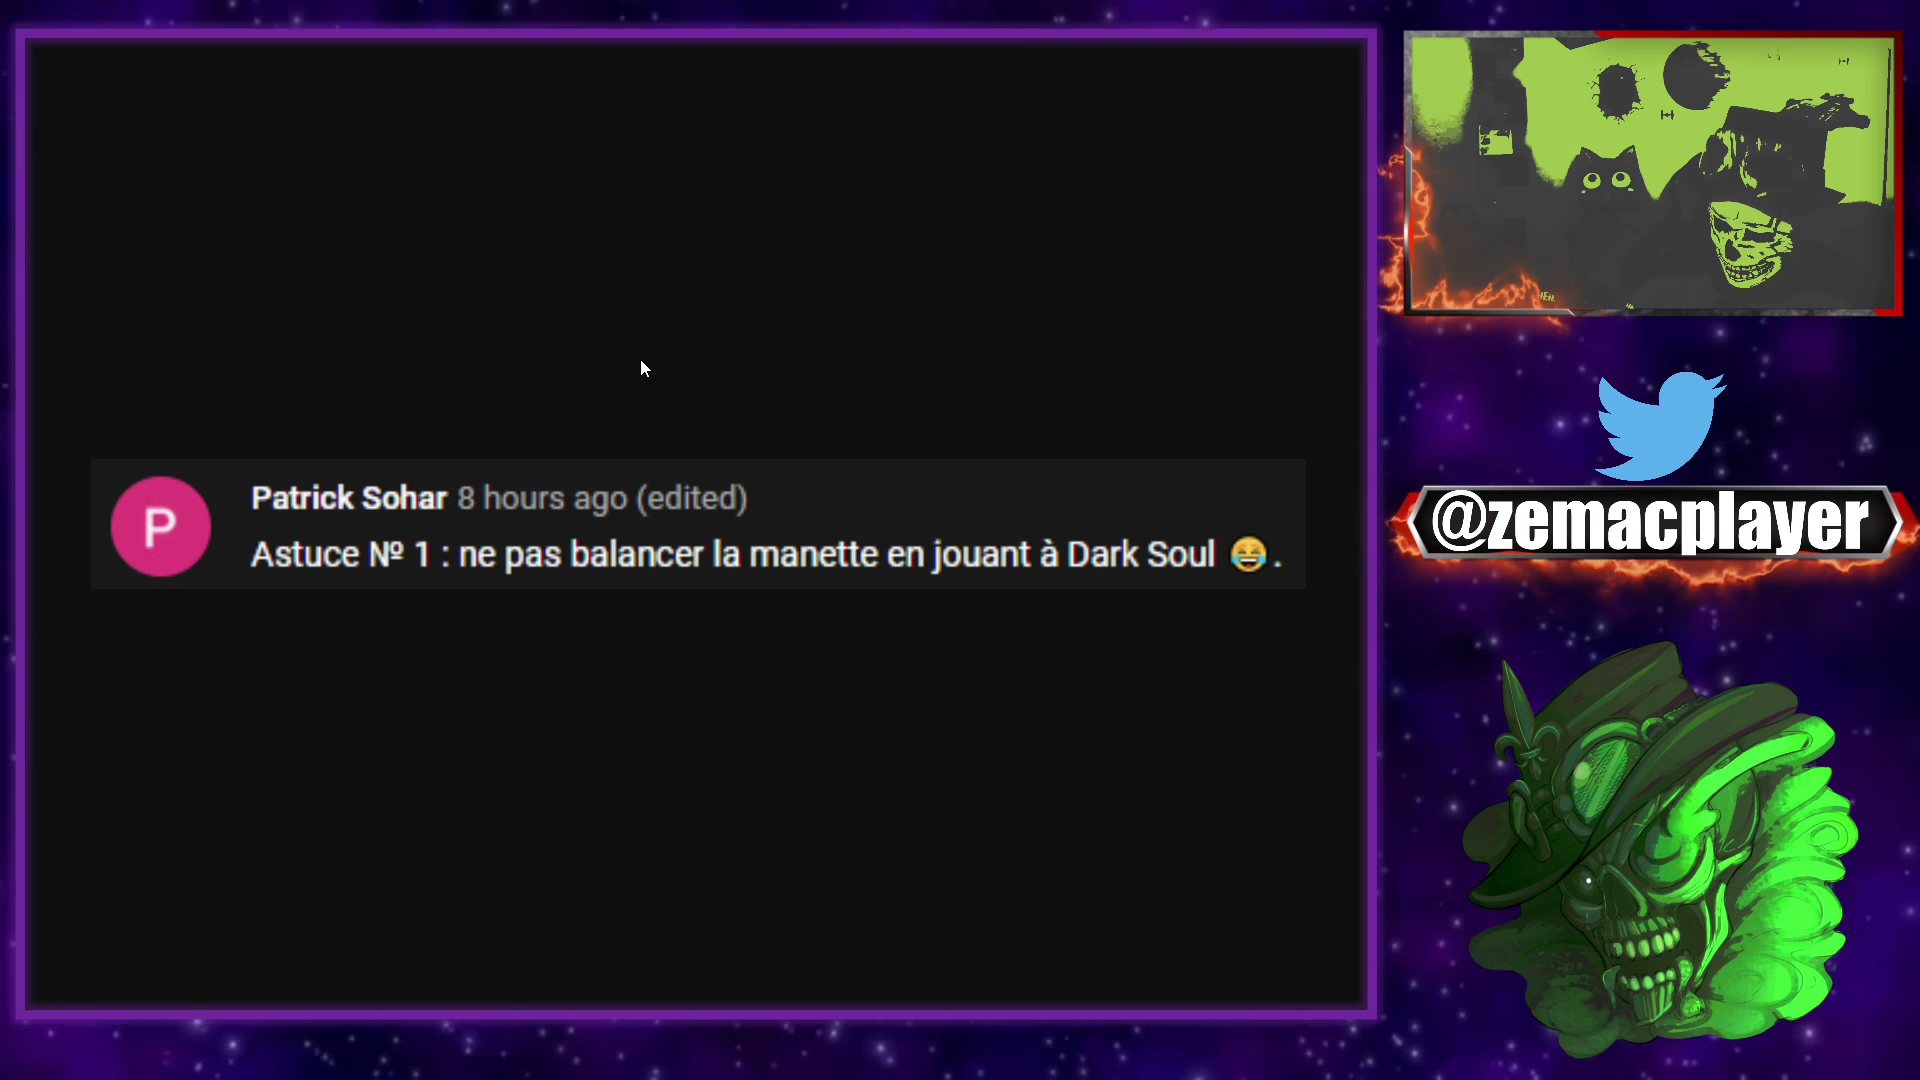 Patrick Sohar 8 hours ago (edited)
P
Astuce № 1 : ne pas balancer la manette en jouant à Dark Soul 😂.
@zemacplayer